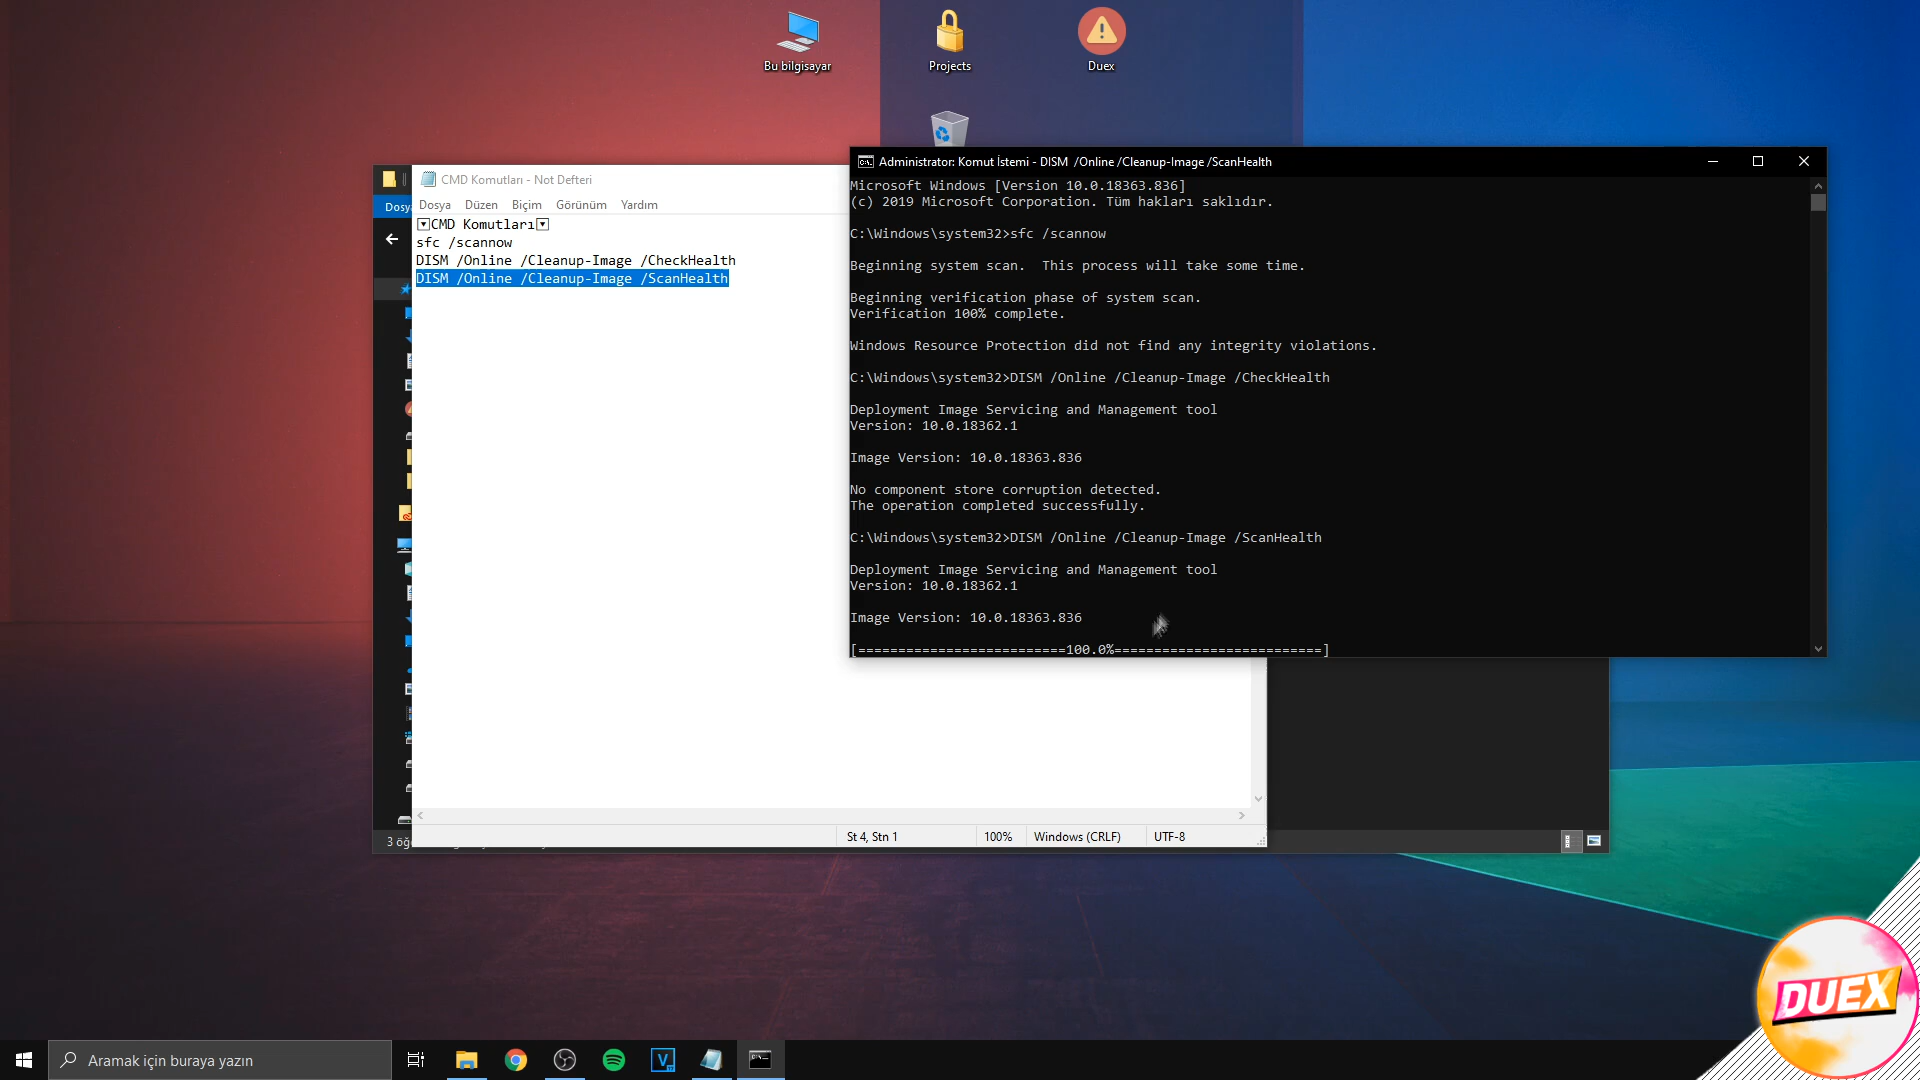 Bu bilgisayar
Projects
Duex
Dosy
CMD Komutları - Not Defteri
Dosya Düzen Biçim Görünüm Yardım
CMD Komutları
sfc /scannow
DISM /Online /Cleanup-Image /CheckHealth
DISM /Online /Cleanup-Image /ScanHealth
St 4, Stn 1 100% Windows (CRLF) UTF-8
3 öğ
Administrator: Komut İstemi - DISM /Online /Cleanup-Image /ScanHealth
Microsoft Windows [Version 10.0.18363.836]
(c) 2019 Microsoft Corporation. Tüm hakları saklıdır.
C:\Windows\system32>sfc /scannow
Beginning system scan.  This process will take some time.
Beginning verification phase of system scan.
Verification 100% complete.
Windows Resource Protection did not find any integrity violations.
C:\Windows\system32>DISM /Online /Cleanup-Image /CheckHealth
Deployment Image Servicing and Management tool
Version: 10.0.18362.1
Image Version: 10.0.18363.836
No component store corruption detected.
The operation completed successfully.
C:\Windows\system32>DISM /Online /Cleanup-Image /ScanHealth
Deployment Image Servicing and Management tool
Version: 10.0.18362.1
Image Version: 10.0.18363.836
[==========================100.0%==========================]
Aramak için buraya yazın
DUEX